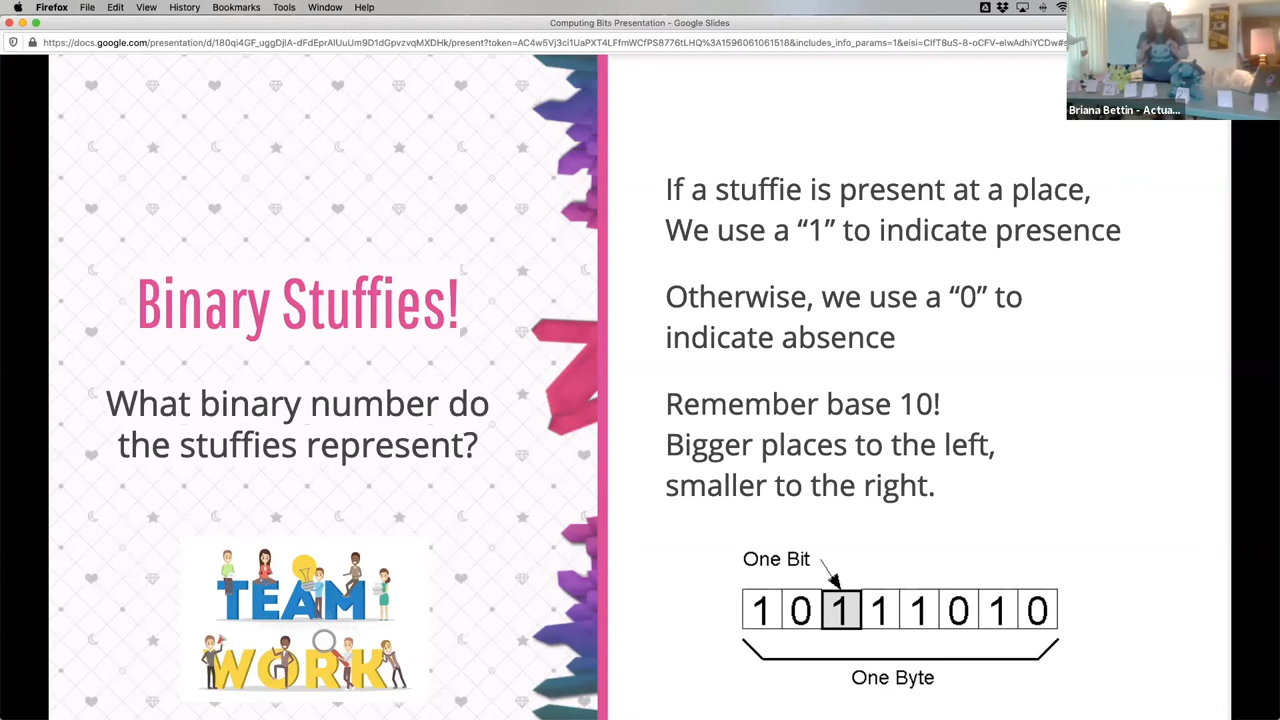 Firefox File Edit View History Bookmarks Tools Window Help
Computing Bits Presentation - Google Slides
Briana Bettin - Actua...
Binary Stuffies!
What binary number do
the stuffies represent?
TEAM
WORK
If a stuffie is present at a place,
We use a “1” to indicate presence
Otherwise, we use a “0” to
indicate absence
Remember base 10!
Bigger places to the left,
smaller to the right.
One Bit
1 0 1 1 1 0 1 0
One Byte